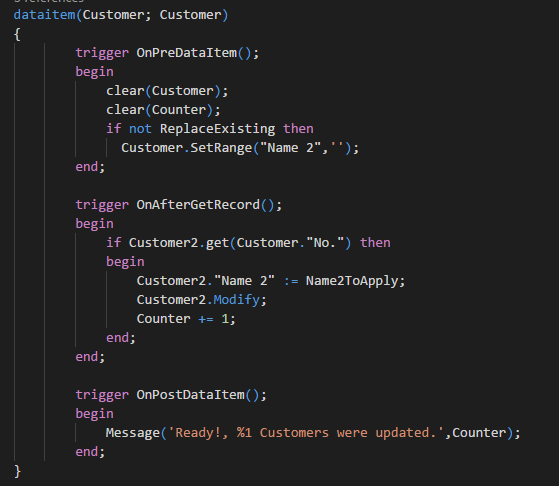 5 references
dataitem(Customer; Customer)
{
trigger OnPreDataItem();
begin
clear(Customer);
clear(Counter);
if not ReplaceExisting then
Customer.SetRange("Name 2",'');
end;
trigger OnAfterGetRecord();
begin
if Customer2.get(Customer."No.") then
begin
Customer2."Name 2" := Name2ToApply;
Customer2.Modify;
Counter += 1;
end;
end;
trigger OnPostDataItem();
begin
Message('Ready!, %1 Customers were updated.',Counter);
end;
}